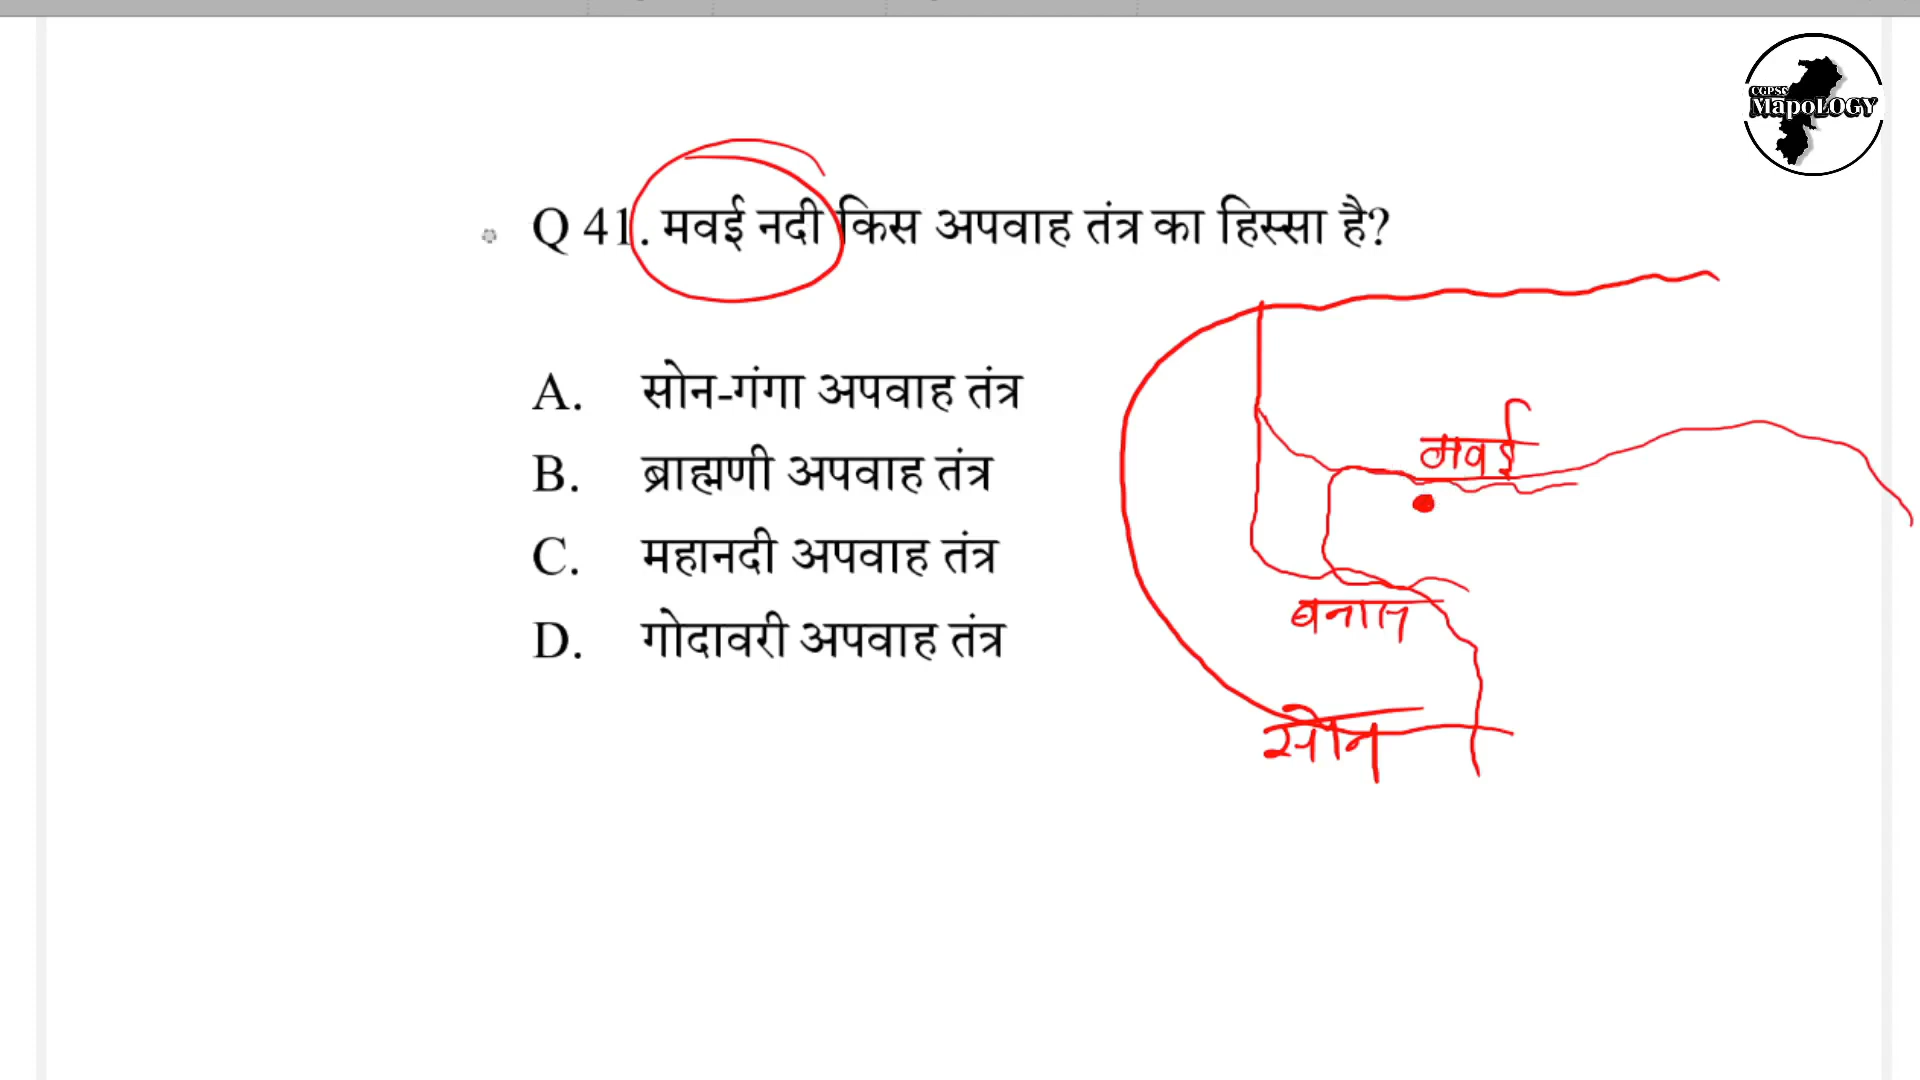 CGPSC
MapoLOGY
Q 41. मवई नदी किस अपवाह तंत्र का हिस्सा है?
A. सोन-गंगा अपवाह तंत्र
B. ब्राह्मणी अपवाह तंत्र
C. महानदी अपवाह तंत्र
D. गोदावरी अपवाह तंत्र
मवई
बनास
सोन